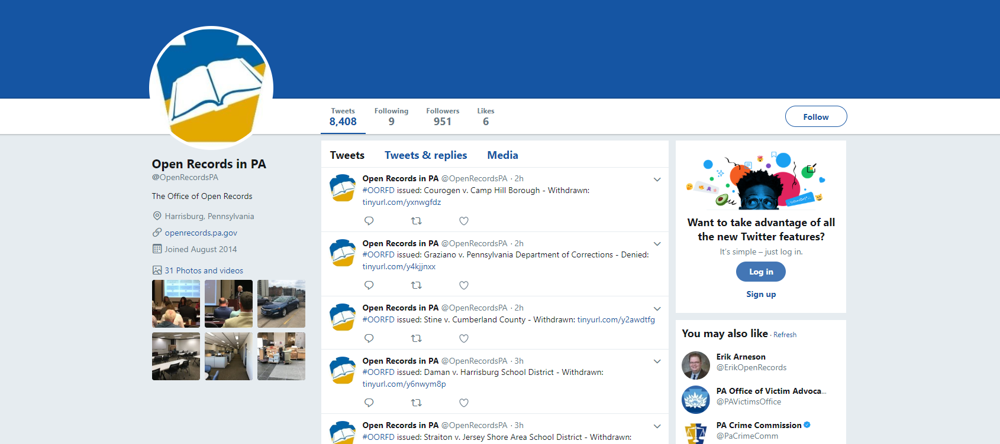 Tweets
8,408
Following
9
Followers
951
Likes
6
Follow
Open Records in PA
@OpenRecordsPA
The Office of Open Records
Harrisburg, Pennsylvania
openrecords.pa.gov
Joined August 2014
31 Photos and videos
Tweets Tweets & replies Media
Open Records in PA @OpenRecordsPA · 2h
#OORFD issued: Courogen v. Camp Hill Borough - Withdrawn:
tinyurl.com/yxnwgfdz
Open Records in PA @OpenRecordsPA · 2h
#OORFD issued: Graziano v. Pennsylvania Department of Corrections - Denied:
tinyurl.com/y4kjjnxx
Open Records in PA @OpenRecordsPA · 2h
#OORFD issued: Stine v. Cumberland County - Withdrawn: tinyurl.com/y2awdtfg
Open Records in PA @OpenRecordsPA · 3h
#OORFD issued: Daman v. Harrisburg School District - Withdrawn:
tinyurl.com/y6nwym8p
Open Records in PA @OpenRecordsPA · 3h
#OORFD issued: Straiton v. Jersey Shore Area School District - Withdrawn:
Want to take advantage of all
the new Twitter features?
It's simple – just log in.
Log in
Sign up
You may also like · Refresh
Erik Arneson
@ErikOpenRecords
PA Office of Victim Advoca...
@PAVictimsOffice
PA Crime Commission
@PaCrimeComm